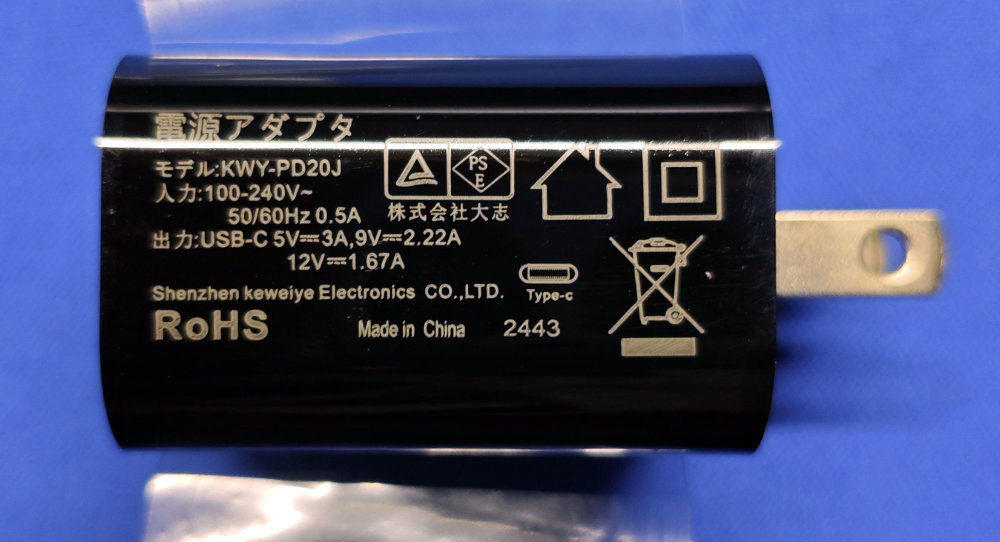 電源アダプタ
モデル:KWY-PD20J
入力:100-240V~
50/60Hz 0.5A
出力:USB-C 5V⎓3A,9V⎓2.22A
12V⎓1.67A
PS
E
株式会社大志
Type-c
Shenzhen keweiye Electronics CO.,LTD.
RoHS
Made in China
2443